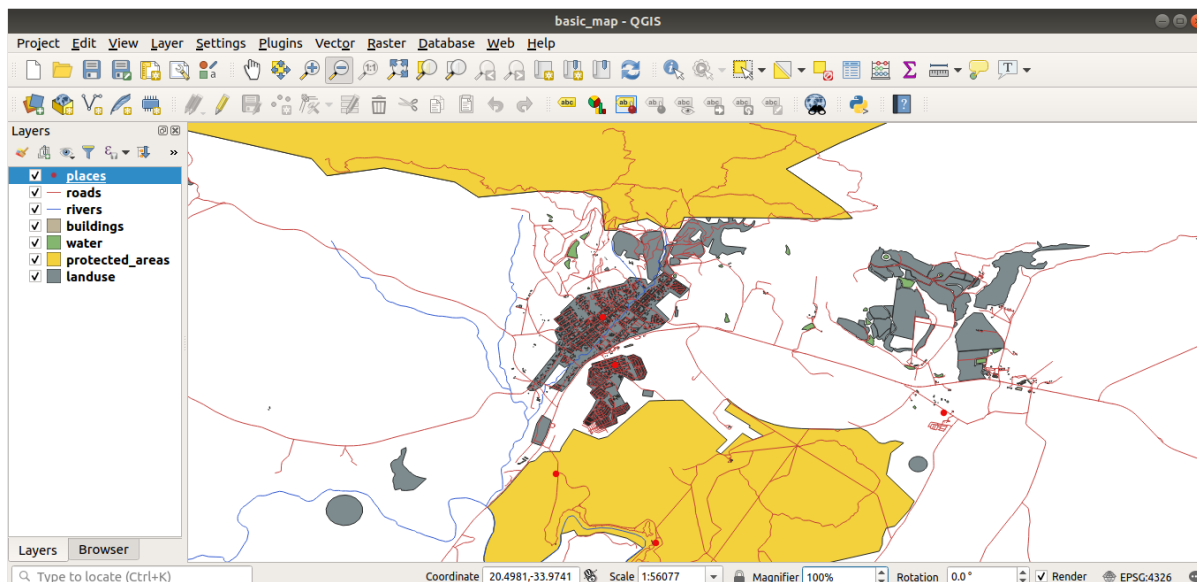 basic_map - QGIS
Project Edit View Layer Settings Plugins Vector Raster Database Web Help
Layers
places
roads
rivers
buildings
water
protected_areas
landuse
Layers Browser
Type to locate (Ctrl+K) Coordinate 20.4981,-33.9741 Scale 1:56077 Magnifier 100% Rotation 0.0° Render EPSG:4326